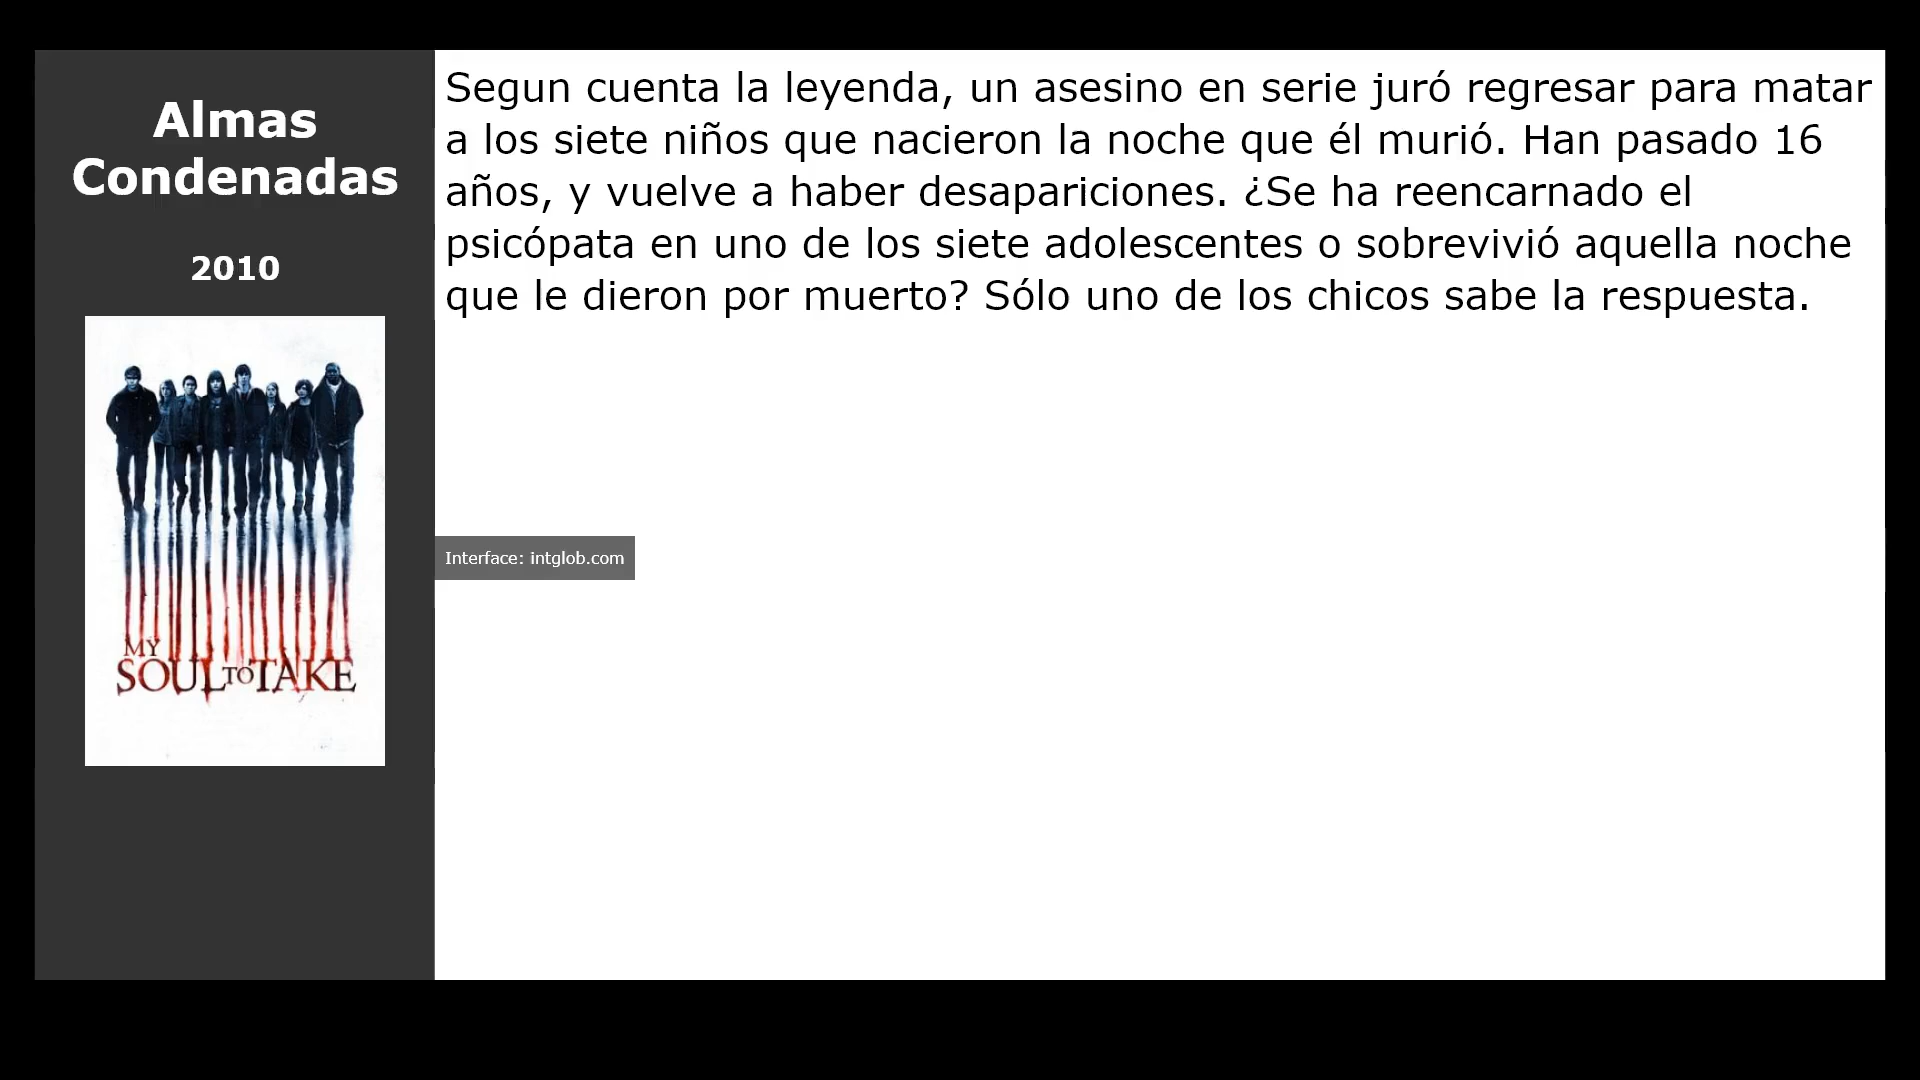 Almas
Condenadas
2010
MY
SOUL TO TAKE
Segun cuenta la leyenda, un asesino en serie juró regresar para matar
a los siete niños que nacieron la noche que él murió. Han pasado 16
años, y vuelve a haber desapariciones. ¿Se ha reencarnado el
psicópata en uno de los siete adolescentes o sobrevivió aquella noche
que le dieron por muerto? Sólo uno de los chicos sabe la respuesta.
Interface: intglob.com